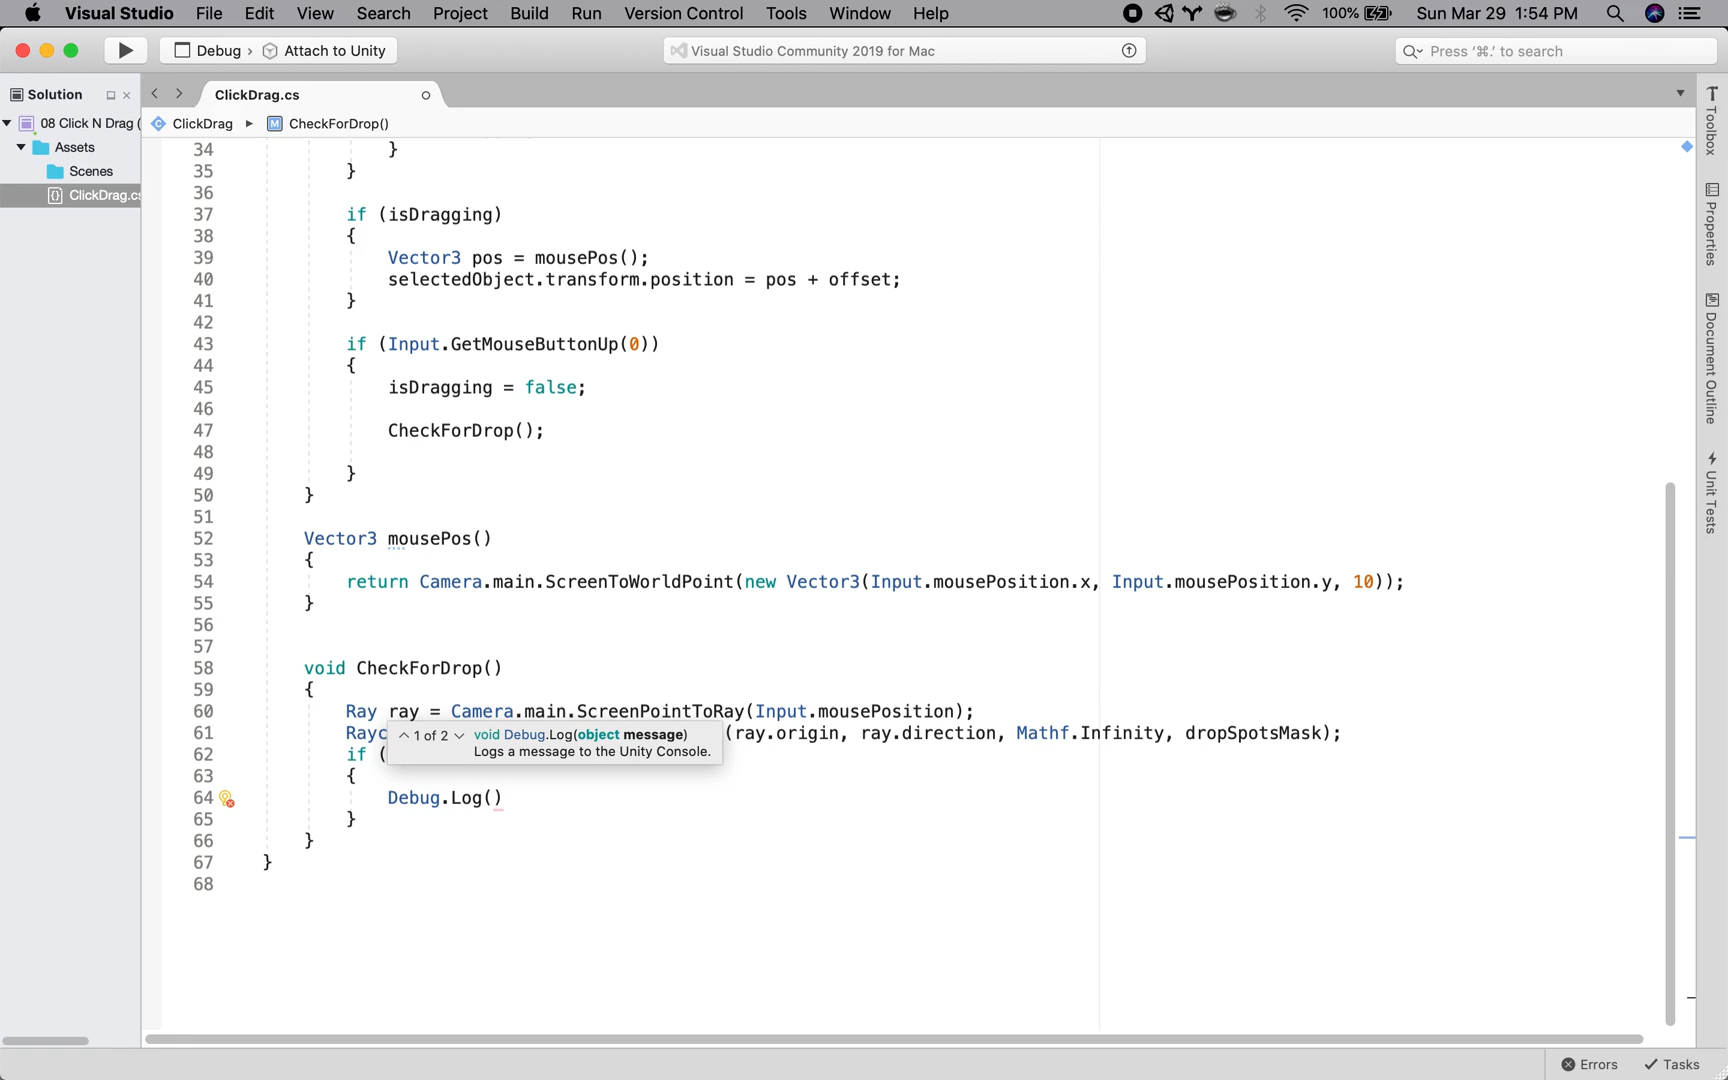 Visual Studio File Edit View Search Project Build Run Version Control Tools Window Help 100% Sun Mar 29 1:54 PM
Debug › Attach to Unity Visual Studio Community 2019 for Mac Press ‘⌘.’ to search
Solution
ClickDrag.cs
08 Click N Drag (
Assets
Scenes
ClickDrag.cs
ClickDrag CheckForDrop()
34 }
35 }
36
37 if (isDragging)
38 {
39 Vector3 pos = mousePos();
40 selectedObject.transform.position = pos + offset;
41 }
42
43 if (Input.GetMouseButtonUp(0))
44 {
45 isDragging = false;
46
47 CheckForDrop();
48
49 }
50 }
51
52 Vector3 mousePos()
53 {
54 return Camera.main.ScreenToWorldPoint(new Vector3(Input.mousePosition.x, Input.mousePosition.y, 10));
55 }
56
57
58 void CheckForDrop()
59 {
60 Ray ray = Camera.main.ScreenPointToRay(Input.mousePosition);
61 Rayc (ray.origin, ray.direction, Mathf.Infinity, dropSpotsMask);
1 of 2 void Debug.Log(object message)
Logs a message to the Unity Console.
62 if (
63 {
64 Debug.Log()
65 }
66 }
67 }
68
Toolbox
Properties
Document Outline
Unit Tests
Errors Tasks